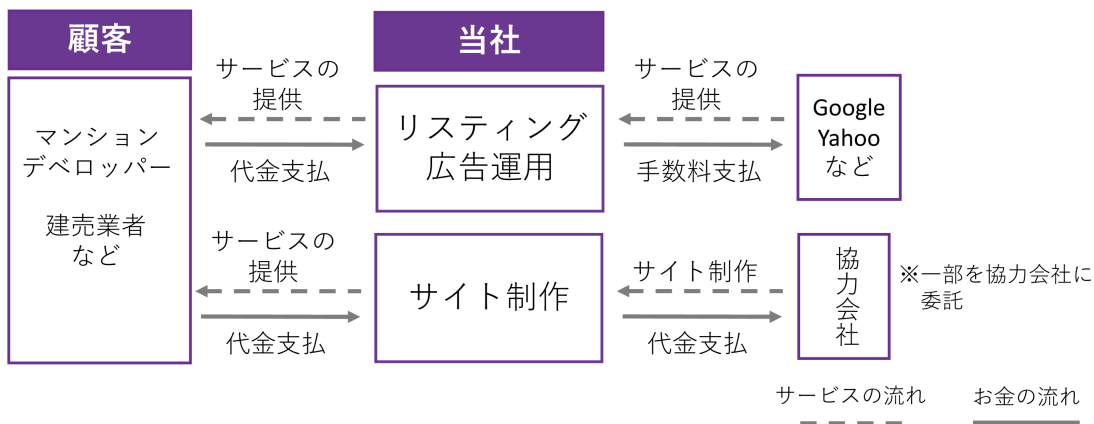 顧客
当社
マンション
デベロッパー
建売業者
など
サービスの
提供
代金支払
リスティング
広告運用
サービスの
提供
手数料支払
Google
Yahoo
など
サービスの
提供
代金支払
サイト制作
サイト制作
代金支払
協力会社
※一部を協力会社に
委託
サービスの流れ
お金の流れ